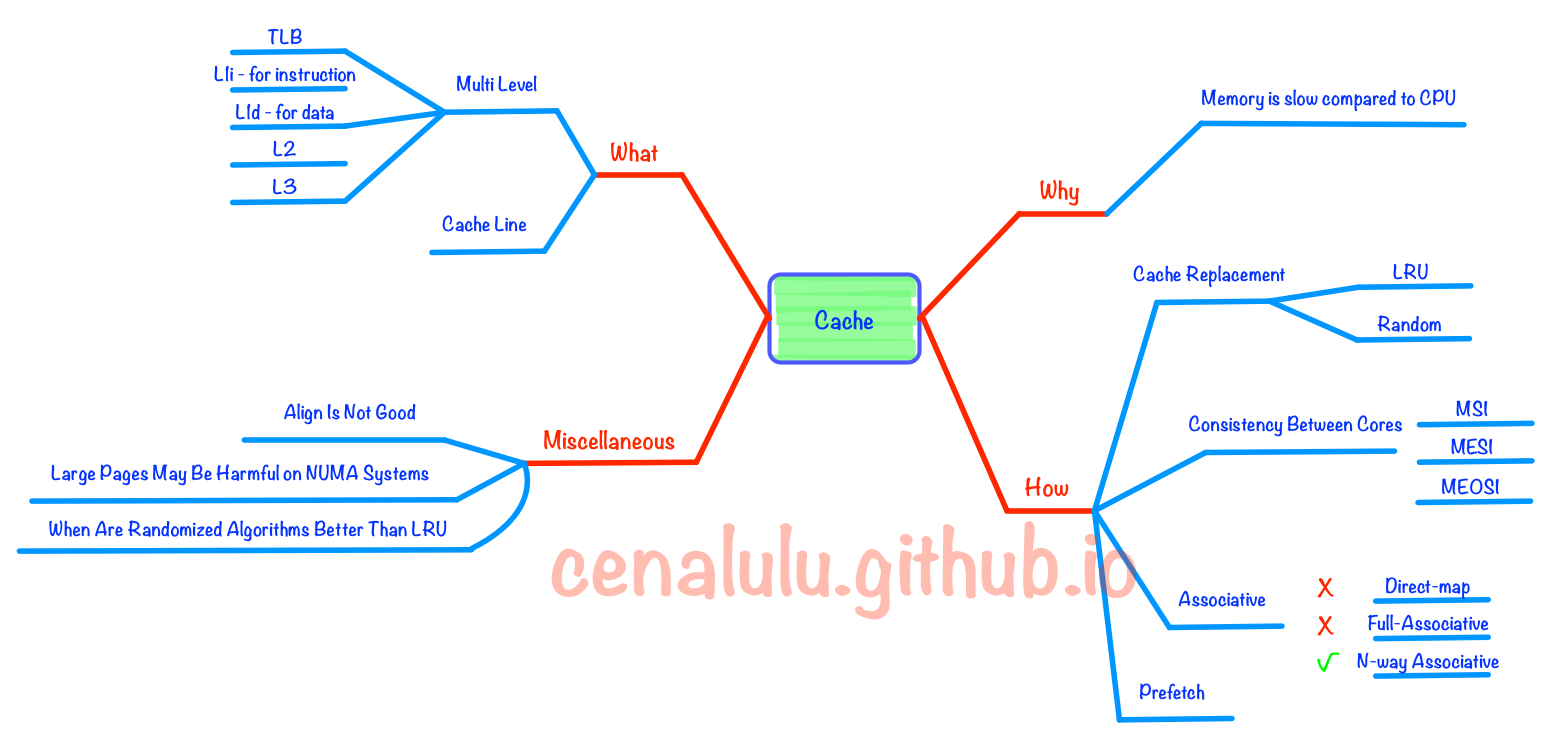 TLB
L1i - for instruction
L1d - for data
L2
L3
Multi Level
Cache Line
What
Cache
Why
Memory is slow compared to CPU
Miscellaneous
Align Is Not Good
Large Pages May Be Harmful on NUMA Systems
When Are Randomized Algorithms Better Than LRU
How
Cache Replacement
LRU
Random
Consistency Between Cores
MSI
MESI
MEOSI
Associative
X Direct-map
X Full-Associative
√ N-way Associative
Prefetch
cenalulu.github.io